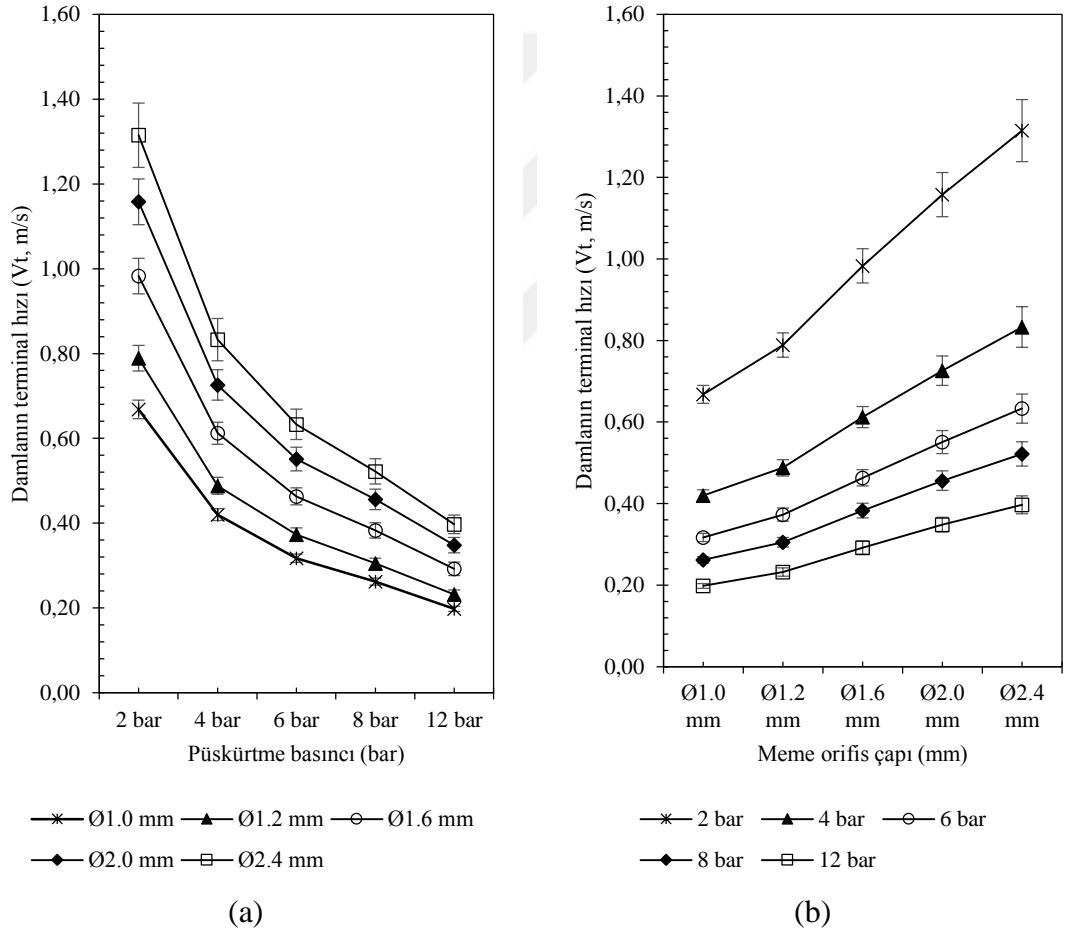 Damlanın terminal hızı (Vt, m/s)
1,60
1,40
1,20
1,00
0,80
0,60
0,40
0,20
0,00
2 bar 4 bar 6 bar 8 bar 12 bar
Püskürtme basıncı (bar)
Ø1.0 mm Ø1.2 mm Ø1.6 mm
Ø2.0 mm Ø2.4 mm
(a)
Damlanın terminal hızı (Vt, m/s)
1,60
1,40
1,20
1,00
0,80
0,60
0,40
0,20
0,00
Ø1.0 Ø1.2 Ø1.6 Ø2.0 Ø2.4
mm mm mm mm mm
Meme orifis çapı (mm)
2 bar 4 bar 6 bar
8 bar 12 bar
(b)